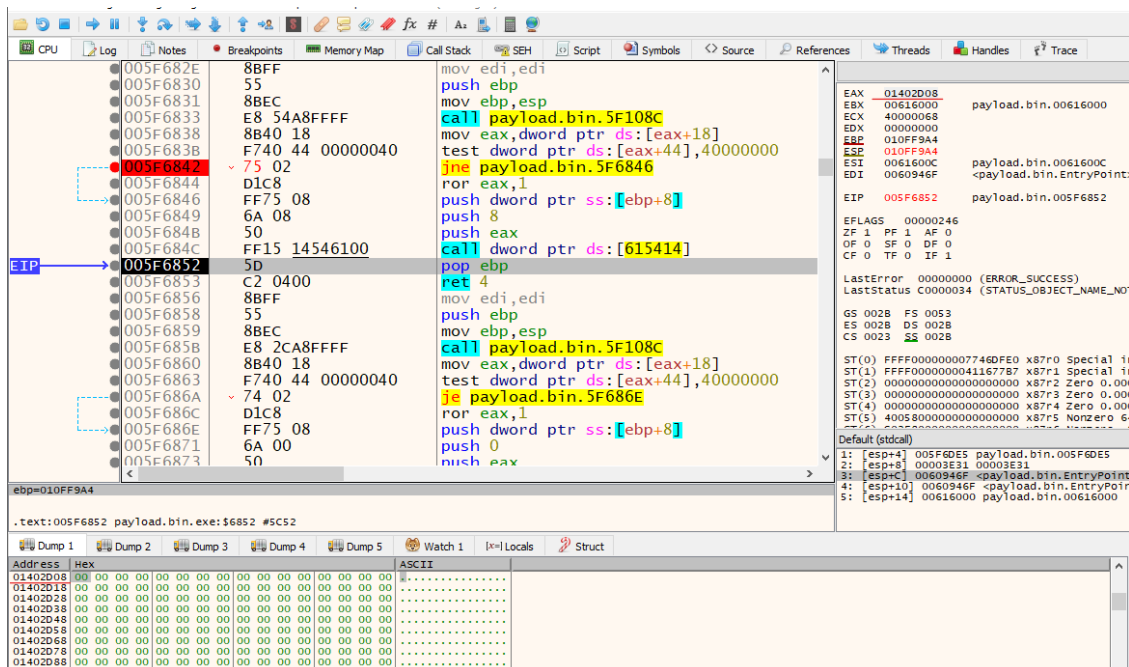 fx # Az
CPU Log Notes Breakpoints Memory Map Call Stack SEH Script Symbols Source References Threads Handles Trace
005F682E 8BFF mov edi,edi
005F6830 55 push ebp
005F6831 8BEC mov ebp,esp
005F6833 E8 54A8FFFF call payload.bin.5F108C
005F6838 8B40 18 mov eax,dword ptr ds:[eax+18]
005F683B F740 44 00000040 test dword ptr ds:[eax+44],40000000
005F6842 75 02 jne payload.bin.5F6846
005F6844 D1C8 ror eax,1
005F6846 FF75 08 push dword ptr ss:[ebp+8]
005F6849 6A 08 push 8
005F684B 50 push eax
005F684C FF15 14546100 call dword ptr ds:[615414]
EIP 005F6852 5D pop ebp
005F6853 C2 0400 ret 4
005F6856 8BFF mov edi,edi
005F6858 55 push ebp
005F6859 8BEC mov ebp,esp
005F685B E8 2CA8FFFF call payload.bin.5F108C
005F6860 8B40 18 mov eax,dword ptr ds:[eax+18]
005F6863 F740 44 00000040 test dword ptr ds:[eax+44],40000000
005F686A 74 02 je payload.bin.5F686E
005F686C D1C8 ror eax,1
005F686E FF75 08 push dword ptr ss:[ebp+8]
005F6871 6A 00 push 0
005F6873 50 push eax
EAX 01402D08
EBX 00616000 payload.bin.00616000
ECX 40000068
EDX 00000000
EBP 010FF9A4
ESP 010FF9A4
ESI 0061600C payload.bin.0061600C
EDI 0060946F <payload.bin.EntryPoint
EIP 005F6852 payload.bin.005F6852
EFLAGS 00000246
ZF 1 PF 1 AF 0
OF 0 SF 0 DF 0
CF 0 TF 0 IF 1
LastError 00000000 (ERROR_SUCCESS)
LastStatus C0000034 (STATUS_OBJECT_NAME_NOT
GS 002B FS 0053
ES 002B DS 002B
CS 0023 SS 002B
ST(0) FFFF000000007746DFE0 x87r0 Special
ST(1) FFFF00000000411677B7 x87r1 Special
ST(2) 00000000000000000000 x87r2 Zero 0.00
ST(3) 00000000000000000000 x87r3 Zero 0.00
ST(4) 00000000000000000000 x87r4 Zero 0.00
ST(5) 40058000000000000000 x87r5 Nonzero 6
Default (stdcall)
1: [esp+4] 005F6DE5 payload.bin.005F6DE5
2: [esp+8] 00003E31 00003E31
3: [esp+C] 0060946F <payload.bin.EntryPoint
4: [esp+10] 0060946F <payload.bin.EntryPoin
5: [esp+14] 00616000 payload.bin.00616000
ebp=010FF9A4
.text:005F6852 payload.bin.exe:$6852 #5C52
Dump 1 Dump 2 Dump 3 Dump 4 Dump 5 Watch 1 [x=] Locals Struct
Address Hex ASCII
01402D08 00 00 00 00 00 00 00 00 00 00 00 00 00 00 00 00 ................
01402D18 00 00 00 00 00 00 00 00 00 00 00 00 00 00 00 00 ................
01402D28 00 00 00 00 00 00 00 00 00 00 00 00 00 00 00 00 ................
01402D38 00 00 00 00 00 00 00 00 00 00 00 00 00 00 00 00 ................
01402D48 00 00 00 00 00 00 00 00 00 00 00 00 00 00 00 00 ................
01402D58 00 00 00 00 00 00 00 00 00 00 00 00 00 00 00 00 ................
01402D68 00 00 00 00 00 00 00 00 00 00 00 00 00 00 00 00 ................
01402D78 00 00 00 00 00 00 00 00 00 00 00 00 00 00 00 00 ................
01402D88 00 00 00 00 00 00 00 00 00 00 00 00 00 00 00 00 ................